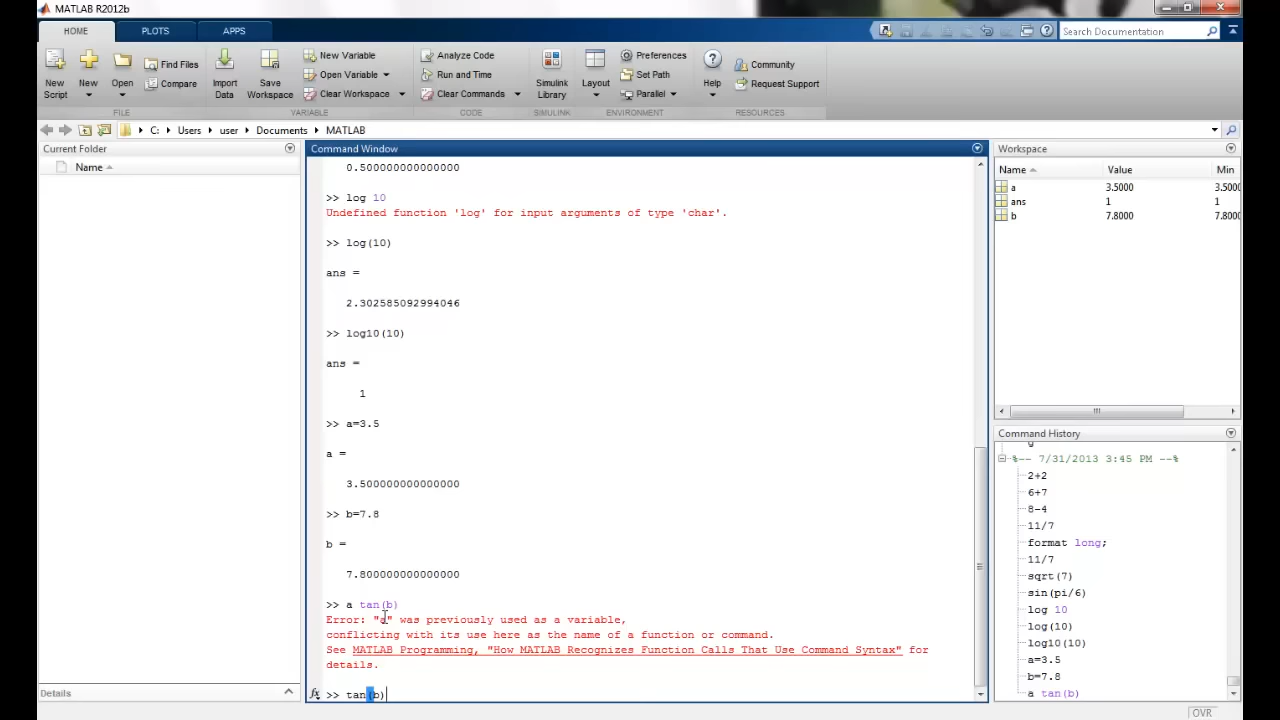 MATLAB R2012b
HOME PLOTS APPS
Search Documentation
New Script
New
Open
Find Files
Compare
Import Data
Save Workspace
New Variable
Open Variable
Clear Workspace
Analyze Code
Run and Time
Clear Commands
Simulink Library
Layout
Preferences
Set Path
Parallel
Help
Community
Request Support
FILE VARIABLE CODE SIMULINK ENVIRONMENT RESOURCES
C: Users user Documents MATLAB
Current Folder
Name
Details
Command Window
0.500000000000000
>> log 10
Undefined function 'log' for input arguments of type 'char'.
>> log(10)
ans =
2.302585092994046
>> log10(10)
ans =
1
>> a=3.5
a =
3.500000000000000
>> b=7.8
b =
7.800000000000000
>> a tan(b)
Error: "a" was previously used as a variable,
conflicting with its use here as the name of a function or command.
See MATLAB Programming, "How MATLAB Recognizes Function Calls That Use Command Syntax" for
details.
fx >> tan(b)
Workspace
Name Value Min
a 3.5000 3.5000
ans 1 1
b 7.8000 7.8000
Command History
%-- 7/31/2013 3:45 PM --%
2+2
6+7
8-4
11/7
format long;
11/7
sqrt(7)
sin(pi/6)
log 10
log(10)
log10(10)
a=3.5
b=7.8
a tan(b)
OVR